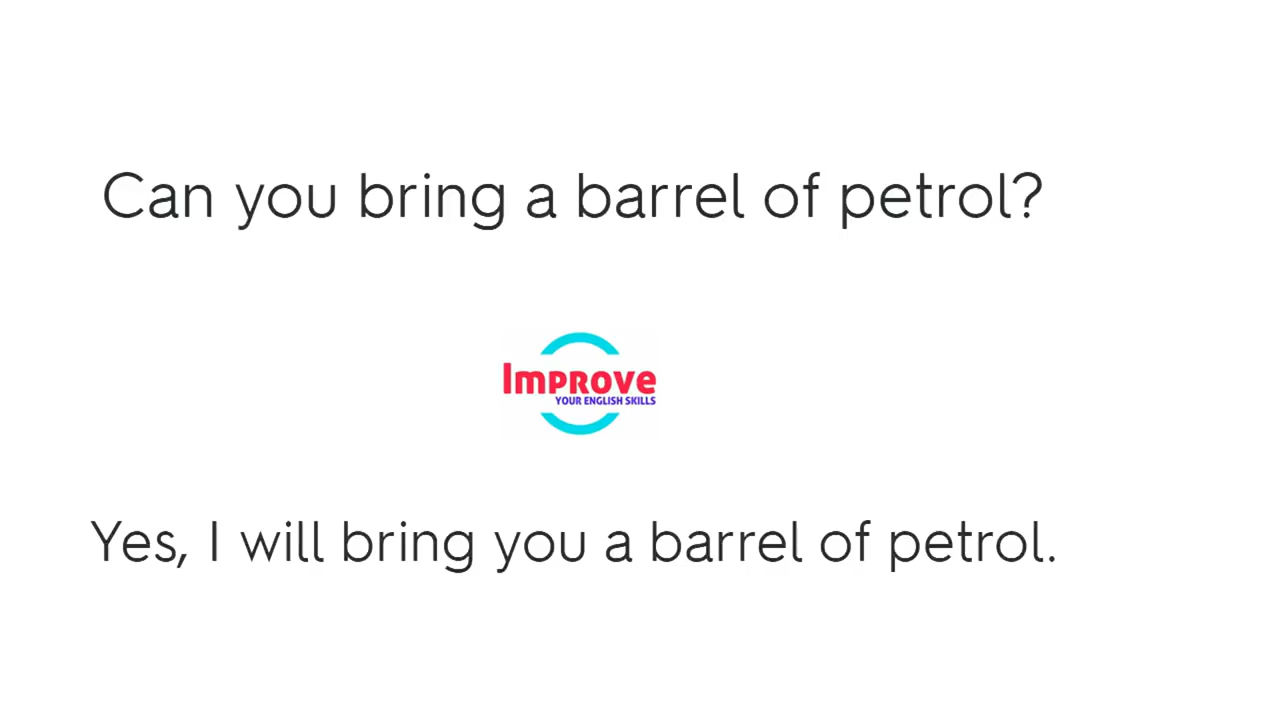 Can you bring a barrel of petrol?
Improve
YOUR ENGLISH SKILLS
Yes, I will bring you a barrel of petrol.